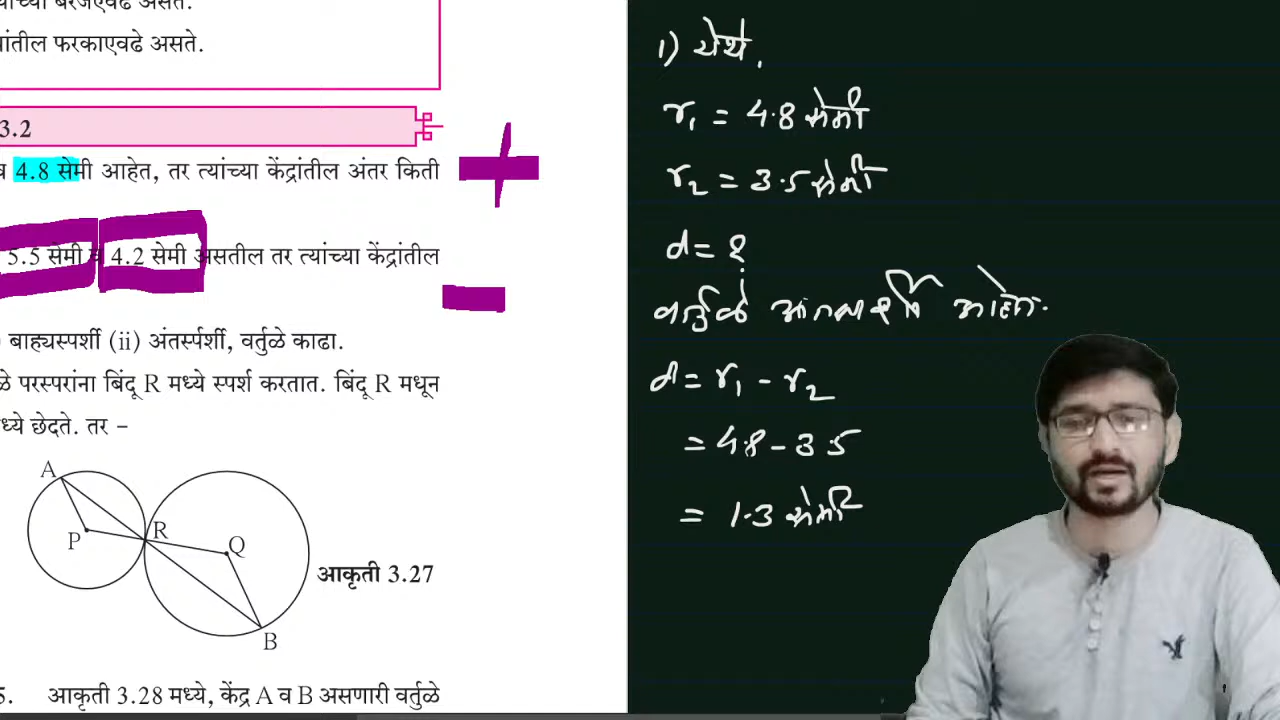 यांच्या बेरजेएवढे असते.
यांतील फरकाएवढे असते.
3.2
व 4.8 सेमी आहेत, तर त्यांच्या केंद्रांतील अंतर किती
5.5 सेमी व 4.2 सेमी असतील तर त्यांच्या केंद्रांतील
बाह्यस्पर्शी (ii) अंतर्स्पर्शी, वर्तुळे काढा.
ळे परस्परांना बिंदू R मध्ये स्पर्श करतात. बिंदू R मधून
ध्ये छेदते. तर –
A
P
R
Q
B
आकृती 3.27
5. आकृती 3.28 मध्ये, केंद्र A व B असणारी वर्तुळे
1) येथे,
r₁ = 4.8 सेमी
r₂ = 3.5 सेमी
d = ?
वर्तुळे आंतरस्पर्शी आहेत.
d = r₁ - r₂
= 4.8 - 3.5
= 1.3 सेमी